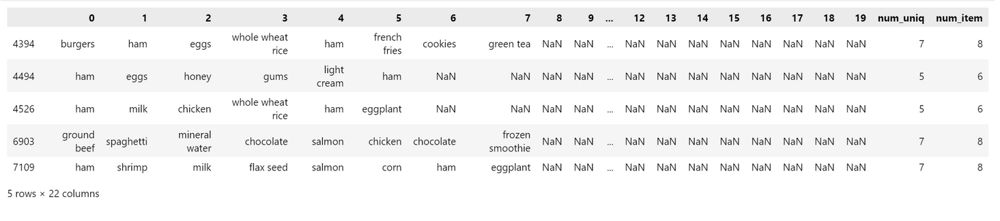 0 1 2 3 4 5 6 7 8 9 ... 12 13 14 15 16 17 18 19 num_uniq num_item
4394 burgers ham eggs whole wheat rice ham french fries cookies green tea NaN NaN ... NaN NaN NaN NaN NaN NaN NaN NaN 7 8
4494 ham eggs honey gums light cream ham NaN NaN NaN NaN ... NaN NaN NaN NaN NaN NaN NaN NaN 5 6
4526 ham milk chicken whole wheat rice ham eggplant NaN NaN NaN NaN ... NaN NaN NaN NaN NaN NaN NaN NaN 5 6
6903 ground beef spaghetti mineral water chocolate salmon chicken chocolate frozen smoothie NaN NaN ... NaN NaN NaN NaN NaN NaN NaN NaN 7 8
7109 ham shrimp milk flax seed salmon corn ham eggplant NaN NaN ... NaN NaN NaN NaN NaN NaN NaN NaN 7 8
5 rows × 22 columns